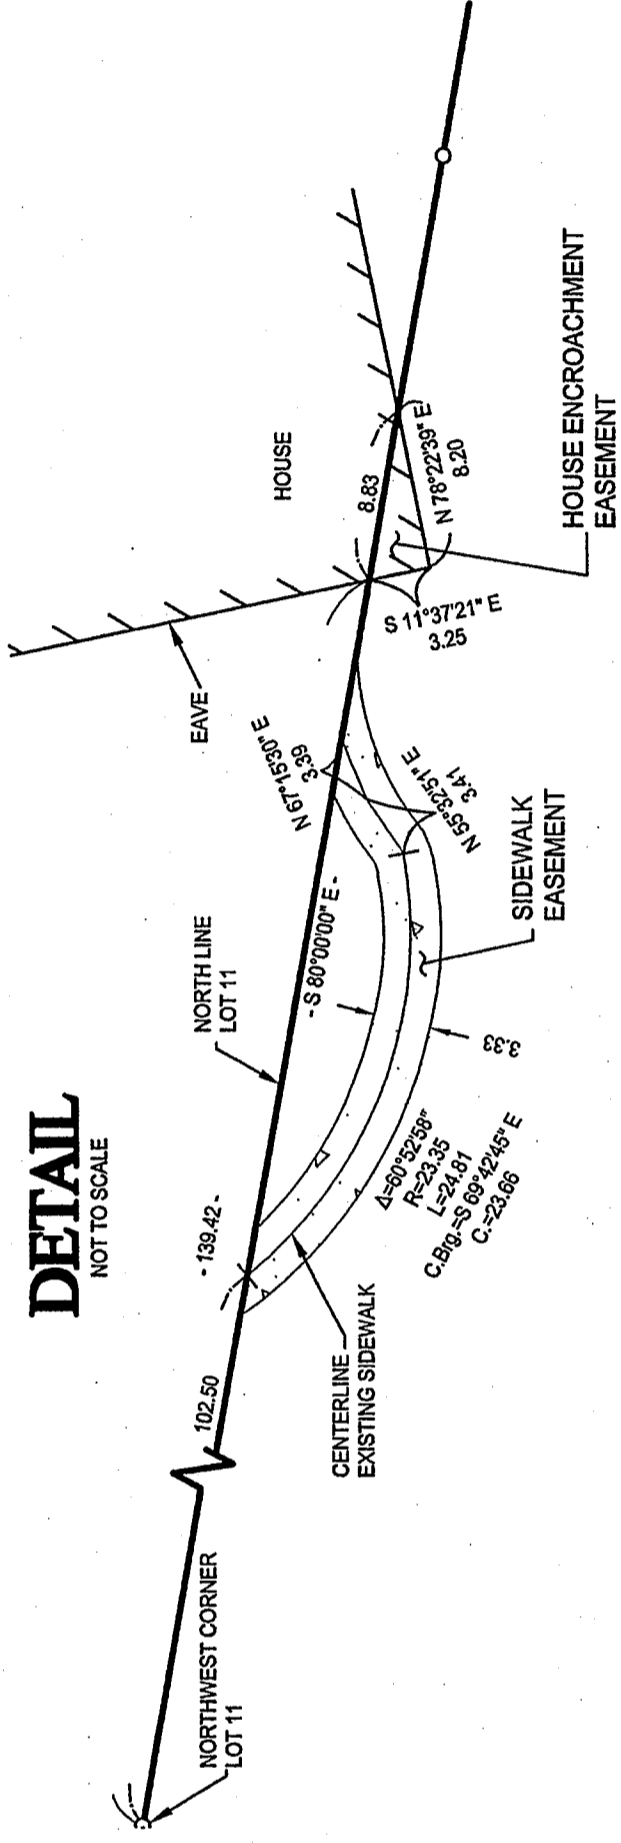 DETAIL
NOT TO SCALE
NORTHWEST CORNER
LOT 11
102.50
- 139.42 -
NORTH LINE
LOT 11
- S 80°00'00" E -
CENTERLINE
EXISTING SIDEWALK
Δ=60°52'58"
R=23.35
L=24.81
C.Brg.=S 69°42'45" E
C.=23.66
3.33
SIDEWALK
EASEMENT
N 67°15'30" E
3.39
N 55°32'51" E
3.41
EAVE
HOUSE
8.83
S 11°37'21" E
3.25
N 78°22'39" E
8.20
HOUSE ENCROACHMENT
EASEMENT